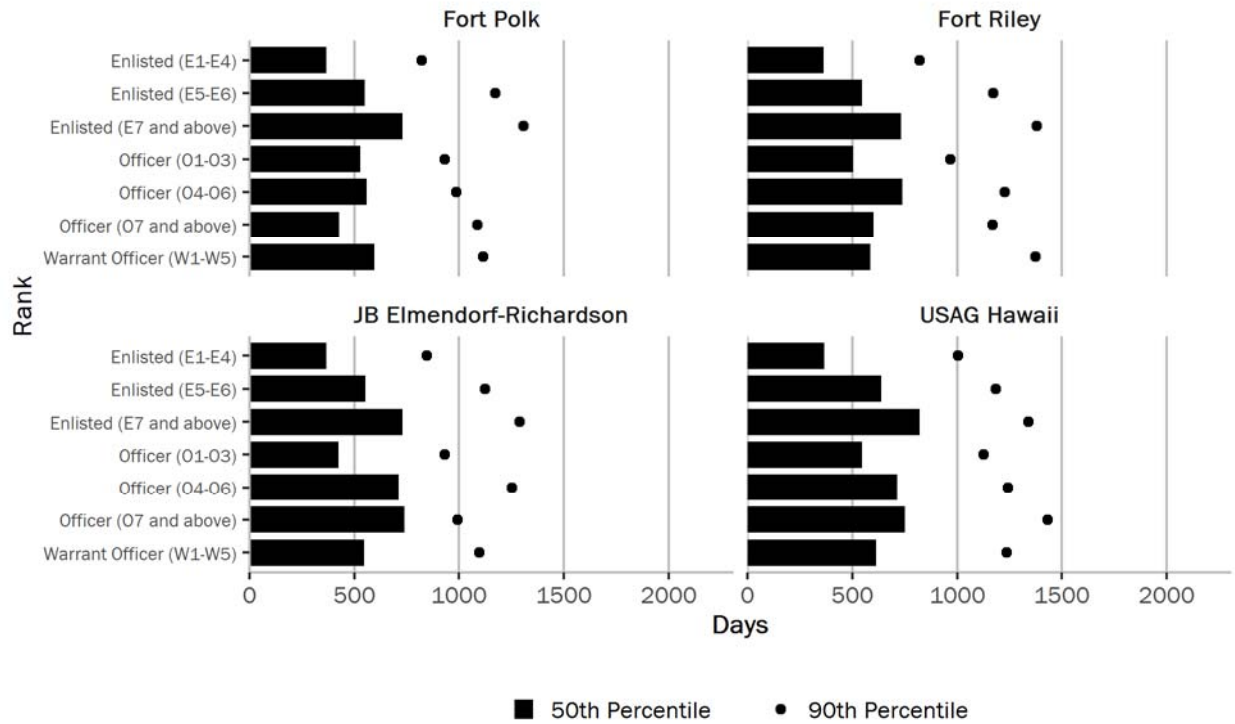 Fort Polk
Fort Riley
Enlisted (E1-E4)
Enlisted (E5-E6)
Enlisted (E7 and above)
Officer (O1-O3)
Officer (O4-O6)
Officer (O7 and above)
Warrant Officer (W1-W5)
Rank
JB Elmendorf-Richardson
USAG Hawaii
Enlisted (E1-E4)
Enlisted (E5-E6)
Enlisted (E7 and above)
Officer (O1-O3)
Officer (O4-O6)
Officer (O7 and above)
Warrant Officer (W1-W5)
0 500 1000 1500 2000
0 500 1000 1500 2000
Days
50th Percentile
90th Percentile